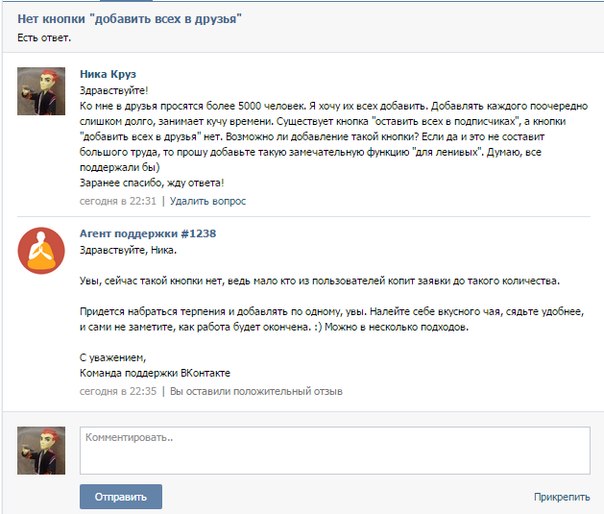 Нет кнопки "добавить всех в друзья"
Есть ответ.
Ника Круз
Здравствуйте!
Ко мне в друзья просятся более 5000 человек. Я хочу их всех добавить. Добавлять каждого поочередно
слишком долго, занимает кучу времени. Существует кнопка "оставить всех в подписчиках", а кнопки
"добавить всех в друзья" нет. Возможно ли добавление такой кнопки? Если да и это не составит
большого труда, то прошу добавьте такую замечательную функцию "для ленивых". Думаю, все
поддержали бы)
Заранее спасибо, жду ответа!
сегодня в 22:31 | Удалить вопрос
Агент поддержки #1238
Здравствуйте, Ника.
Увы, сейчас такой кнопки нет, ведь мало кто из пользователей копит заявки до такого количества.
Придется набраться терпения и добавлять по одному, увы. Налейте себе вкусного чая, сядьте удобнее,
и сами не заметите, как работа будет окончена. :) Можно в несколько подходов.
С уважением,
Команда поддержки ВКонтакте
сегодня в 22:35 | Вы оставили положительный отзыв
Комментировать..
Отправить
Прикрепить